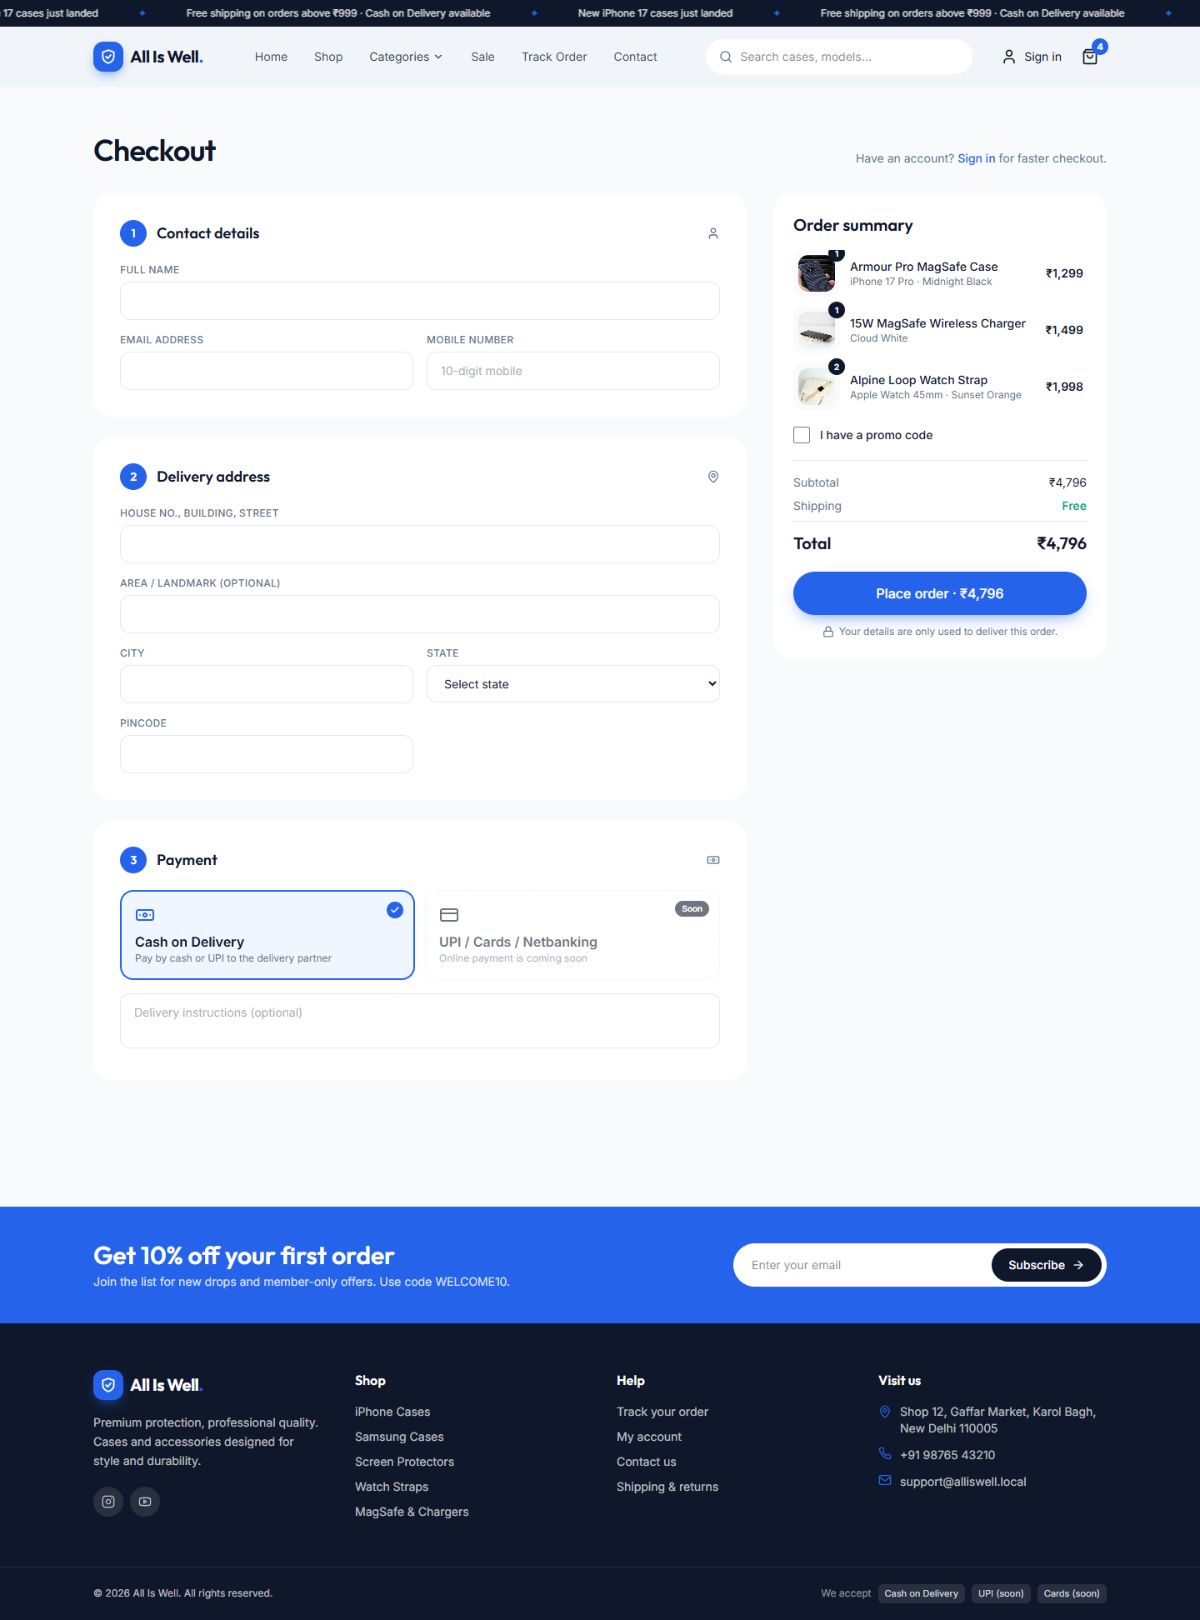 17 cases just landed
Free shipping on orders above ₹999 · Cash on Delivery available
New iPhone 17 cases just landed
Free shipping on orders above ₹999 · Cash on Delivery available
All Is Well.
Home
Shop
Categories
Sale
Track Order
Contact
Search cases, models...
Sign in
4
Checkout
Have an account? Sign in for faster checkout.
1 Contact details
FULL NAME
EMAIL ADDRESS
MOBILE NUMBER
10-digit mobile
2 Delivery address
HOUSE NO., BUILDING, STREET
AREA / LANDMARK (OPTIONAL)
CITY
STATE
Select state
PINCODE
3 Payment
Cash on Delivery
Pay by cash or UPI to the delivery partner
Soon
UPI / Cards / Netbanking
Online payment is coming soon
Delivery instructions (optional)
Order summary
1
Armour Pro MagSafe Case
iPhone 17 Pro · Midnight Black
₹1,299
1
15W MagSafe Wireless Charger
Cloud White
₹1,499
2
Alpine Loop Watch Strap
Apple Watch 45mm · Sunset Orange
₹1,998
I have a promo code
Subtotal ₹4,796
Shipping Free
Total ₹4,796
Place order · ₹4,796
Your details are only used to deliver this order.
Get 10% off your first order
Join the list for new drops and member-only offers. Use code WELCOME10.
Enter your email
Subscribe
All Is Well.
Premium protection, professional quality.
Cases and accessories designed for
style and durability.
Shop
iPhone Cases
Samsung Cases
Screen Protectors
Watch Straps
MagSafe & Chargers
Help
Track your order
My account
Contact us
Shipping & returns
Visit us
Shop 12, Gaffar Market, Karol Bagh,
New Delhi 110005
+91 98765 43210
support@alliswell.local
© 2026 All Is Well. All rights reserved.
We accept
Cash on Delivery
UPI (soon)
Cards (soon)